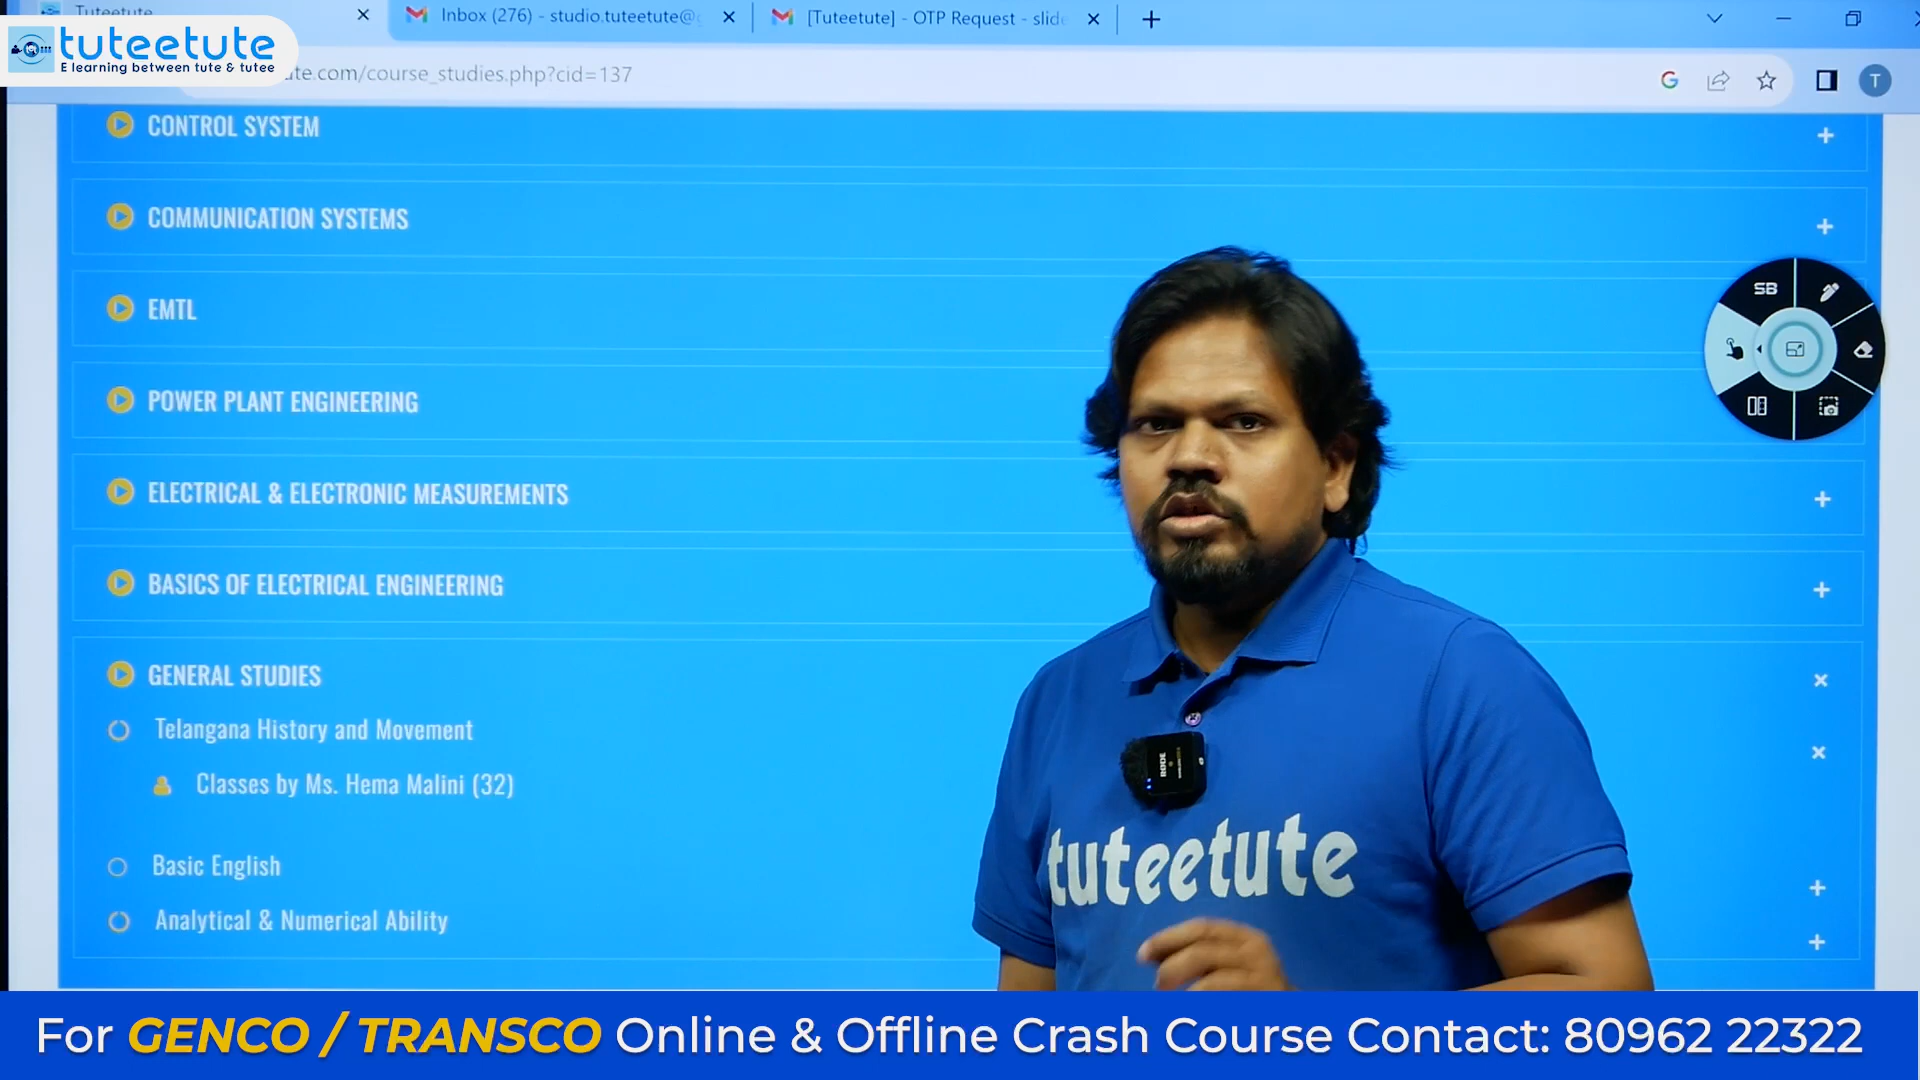 Tuteetute
Inbox (276) - studio.tuteetute@
[Tuteetute] - OTP Request - slide
tuteetute
E learning between tute & tutee
ute.com/course_studies.php?cid=137
G
T
CONTROL SYSTEM
COMMUNICATION SYSTEMS
SB
EMTL
POWER PLANT ENGINEERING
ELECTRICAL & ELECTRONIC MEASUREMENTS
BASICS OF ELECTRICAL ENGINEERING
GENERAL STUDIES
Telangana History and Movement
Classes by Ms. Hema Malini (32)
RØDE
Basic English
tuteetute
Analytical & Numerical Ability
For GENCO / TRANSCO Online & Offline Crash Course Contact: 80962 22322